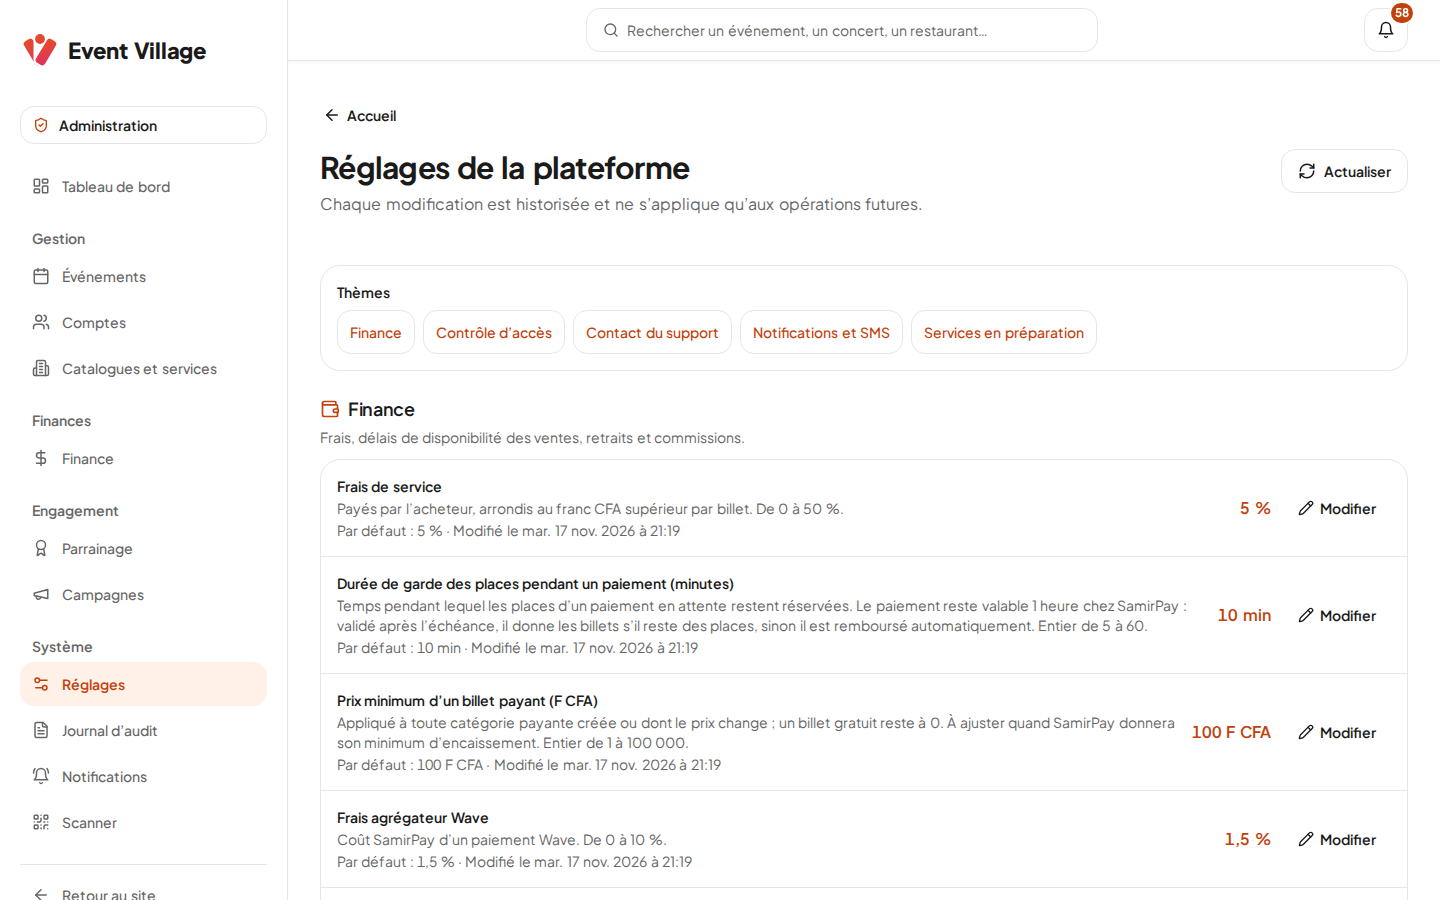 Event Village
Rechercher un événement, un concert, un restaurant...
58
Administration
Tableau de bord
Gestion
Événements
Comptes
Catalogues et services
Finances
Finance
Engagement
Parrainage
Campagnes
Système
Réglages
Journal d’audit
Notifications
Scanner
Retour au site
Accueil
Réglages de la plateforme
Chaque modification est historisée et ne s’applique qu’aux opérations futures.
Actualiser
Thèmes
Finance
Contrôle d’accès
Contact du support
Notifications et SMS
Services en préparation
Finance
Frais, délais de disponibilité des ventes, retraits et commissions.
Frais de service
Payés par l’acheteur, arrondis au franc CFA supérieur par billet. De 0 à 50 %.
Par défaut : 5 % · Modifié le mar. 17 nov. 2026 à 21:19
5 %
Modifier
Durée de garde des places pendant un paiement (minutes)
Temps pendant lequel les places d’un paiement en attente restent réservées. Le paiement reste valable 1 heure chez SamirPay :
validé après l’échéance, il donne les billets s’il reste des places, sinon il est remboursé automatiquement. Entier de 5 à 60.
Par défaut : 10 min · Modifié le mar. 17 nov. 2026 à 21:19
10 min
Modifier
Prix minimum d’un billet payant (F CFA)
Appliqué à toute catégorie payante créée ou dont le prix change ; un billet gratuit reste à 0. À ajuster quand SamirPay donnera
son minimum d’encaissement. Entier de 1 à 100 000.
Par défaut : 100 F CFA · Modifié le mar. 17 nov. 2026 à 21:19
100 F CFA
Modifier
Frais agrégateur Wave
Coût SamirPay d’un paiement Wave. De 0 à 10 %.
Par défaut : 1,5 % · Modifié le mar. 17 nov. 2026 à 21:19
1,5 %
Modifier